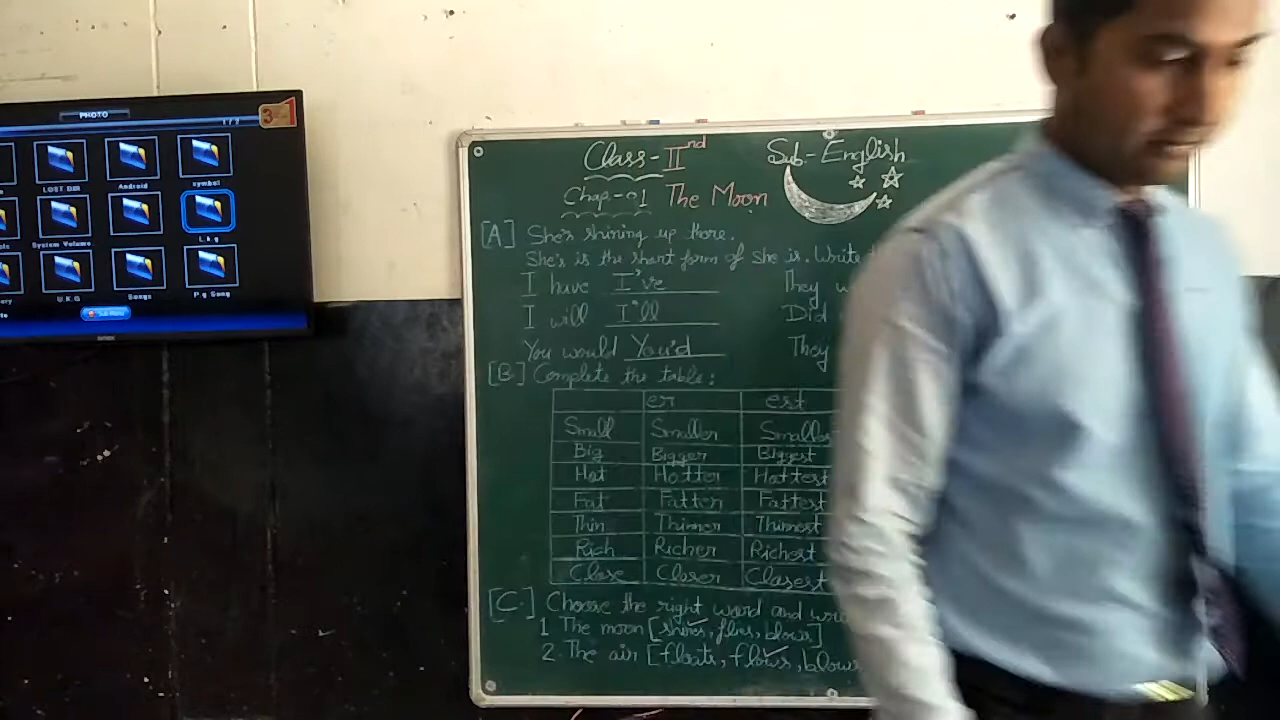 PHOTO
LOST.DIR
Android
symbol
System Volume
L.k.g
U.K.G
Songs
P.g Song
Sub Menu
Class-IInd
Sub-English
Chap-01 The Moon
[A] She's shining up there.
She's is the short form of she is. Write
I have I've They
I will I'll Did
You would You'd They
[B] Complete the table:
er est
Small Smaller
Big Bigger Biggest
Hot Hotter Hottest
Fat Fatter Fattest
Thin Thinner Thinnest
Rich Richer Richest
Close Closer Closest
[C.] Choose the right word and
1 The moon [shines, flies, blows]
2. The air [floats, flows, blows